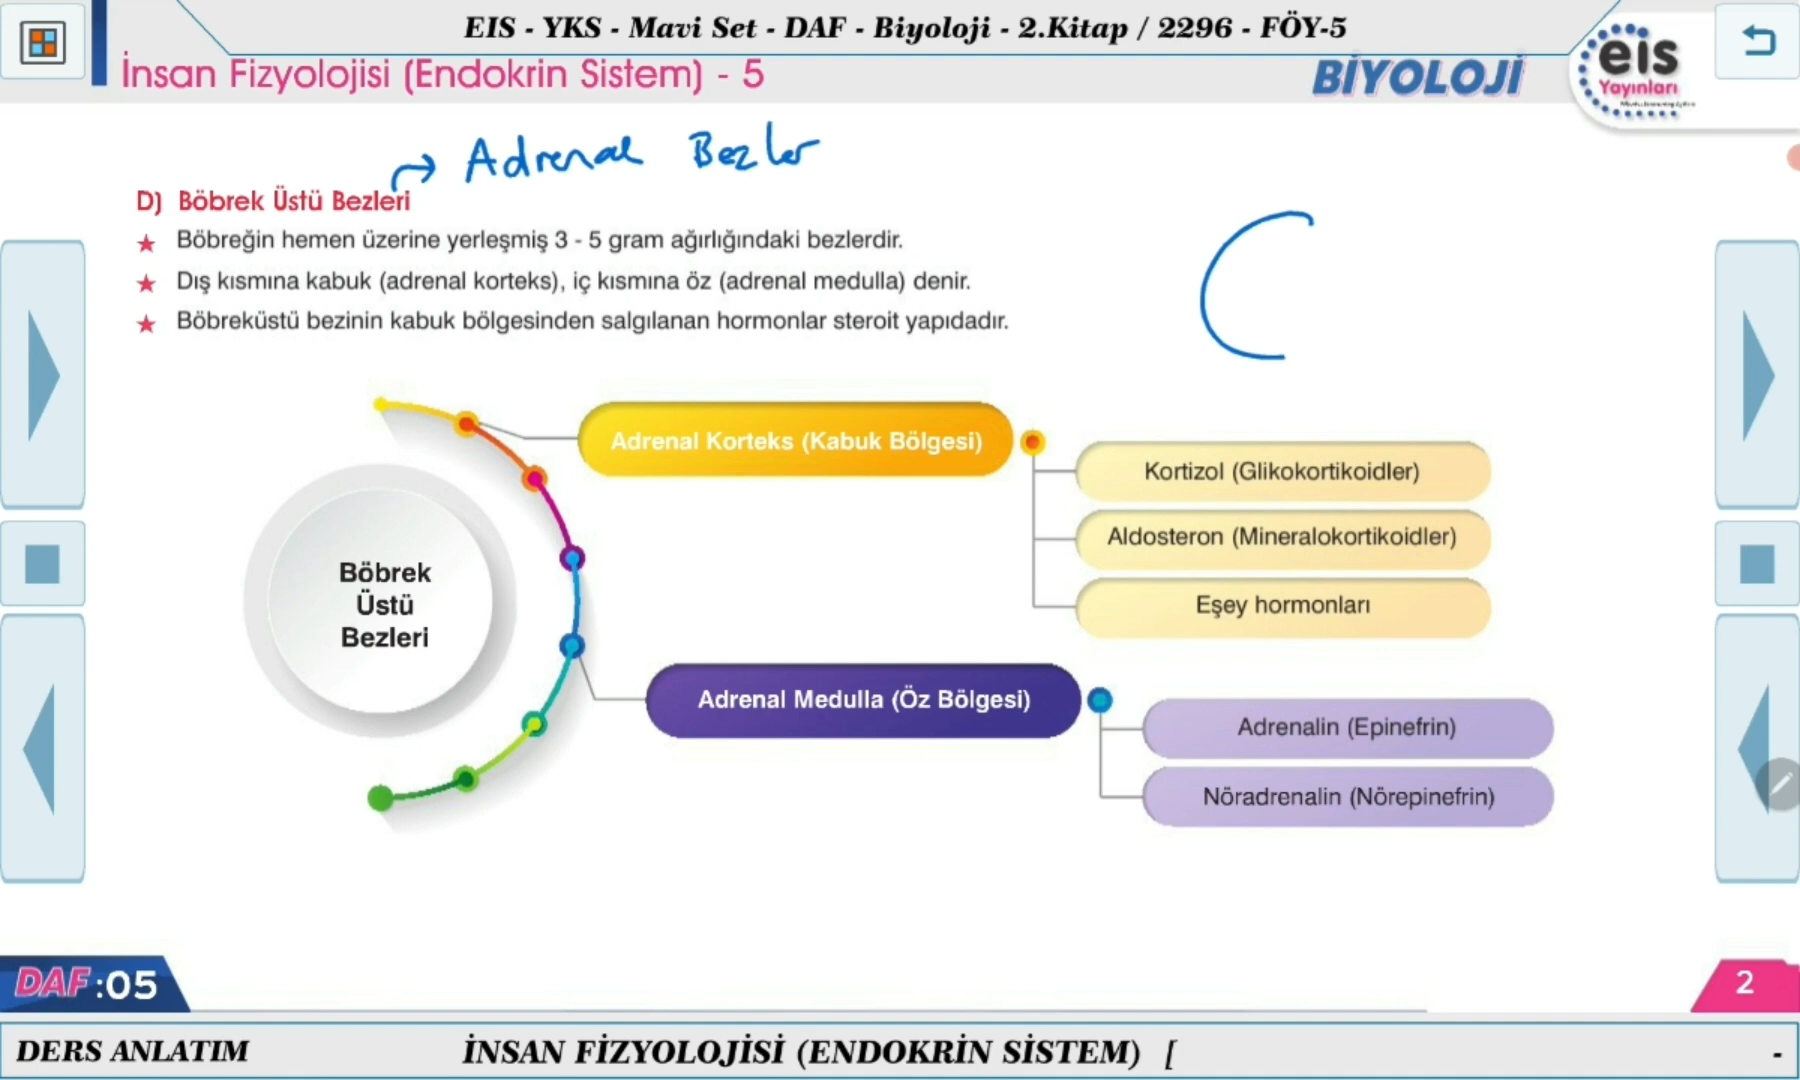 EIS - YKS - Mavi Set - DAF - Biyoloji - 2.Kitap / 2296 - FÖY-5
İnsan Fizyolojisi (Endokrin Sistem) - 5
BİYOLOJİ
eis
Yayınları
→ Adrenal Bezler
D) Böbrek Üstü Bezleri
★ Böbreğin hemen üzerine yerleşmiş 3 - 5 gram ağırlığındaki bezlerdir.
★ Dış kısmına kabuk (adrenal korteks), iç kısmına öz (adrenal medulla) denir.
★ Böbreküstü bezinin kabuk bölgesinden salgılanan hormonlar steroit yapıdadır.
Adrenal Korteks (Kabuk Bölgesi)
Kortizol (Glikokortikoidler)
Aldosteron (Mineralokortikoidler)
Eşey hormonları
Böbrek
Üstü
Bezleri
Adrenal Medulla (Öz Bölgesi)
Adrenalin (Epinefrin)
Nöradrenalin (Nörepinefrin)
DAF :05
2
DERS ANLATIM İNSAN FİZYOLOJİSİ (ENDOKRİN SİSTEM) [ -